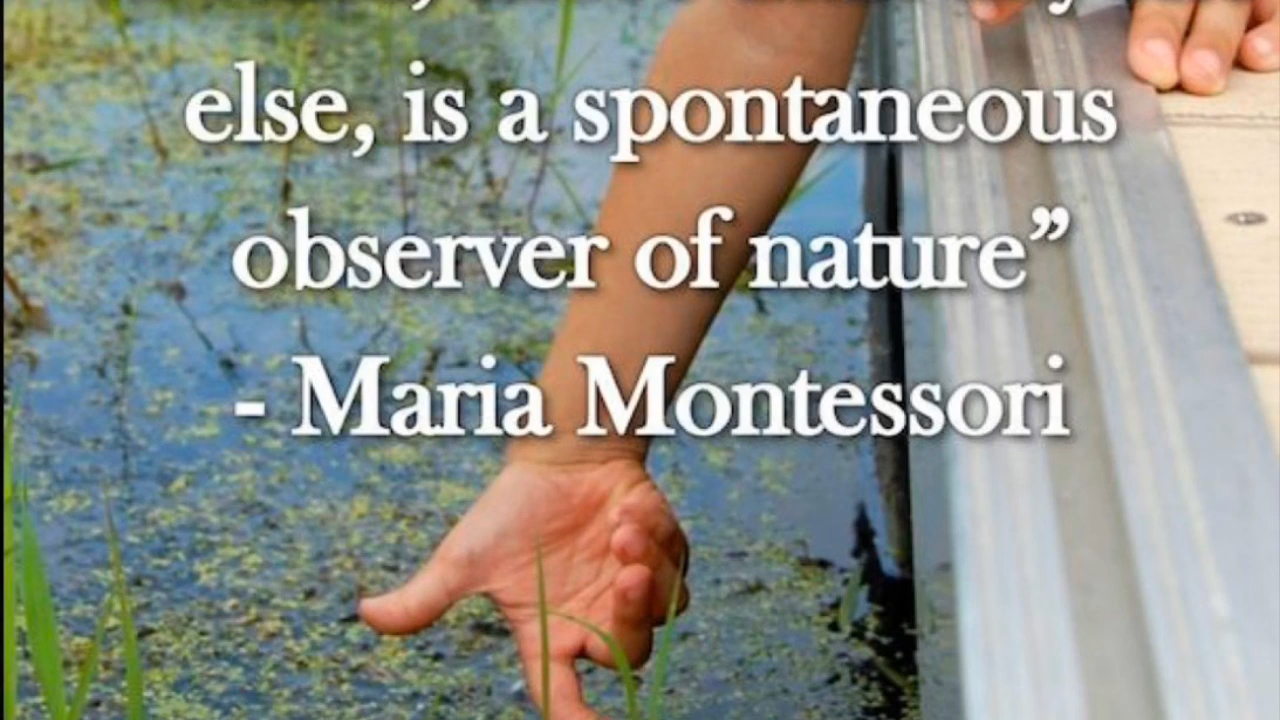 else, is a spontaneous
observer of nature”
- Maria Montessori